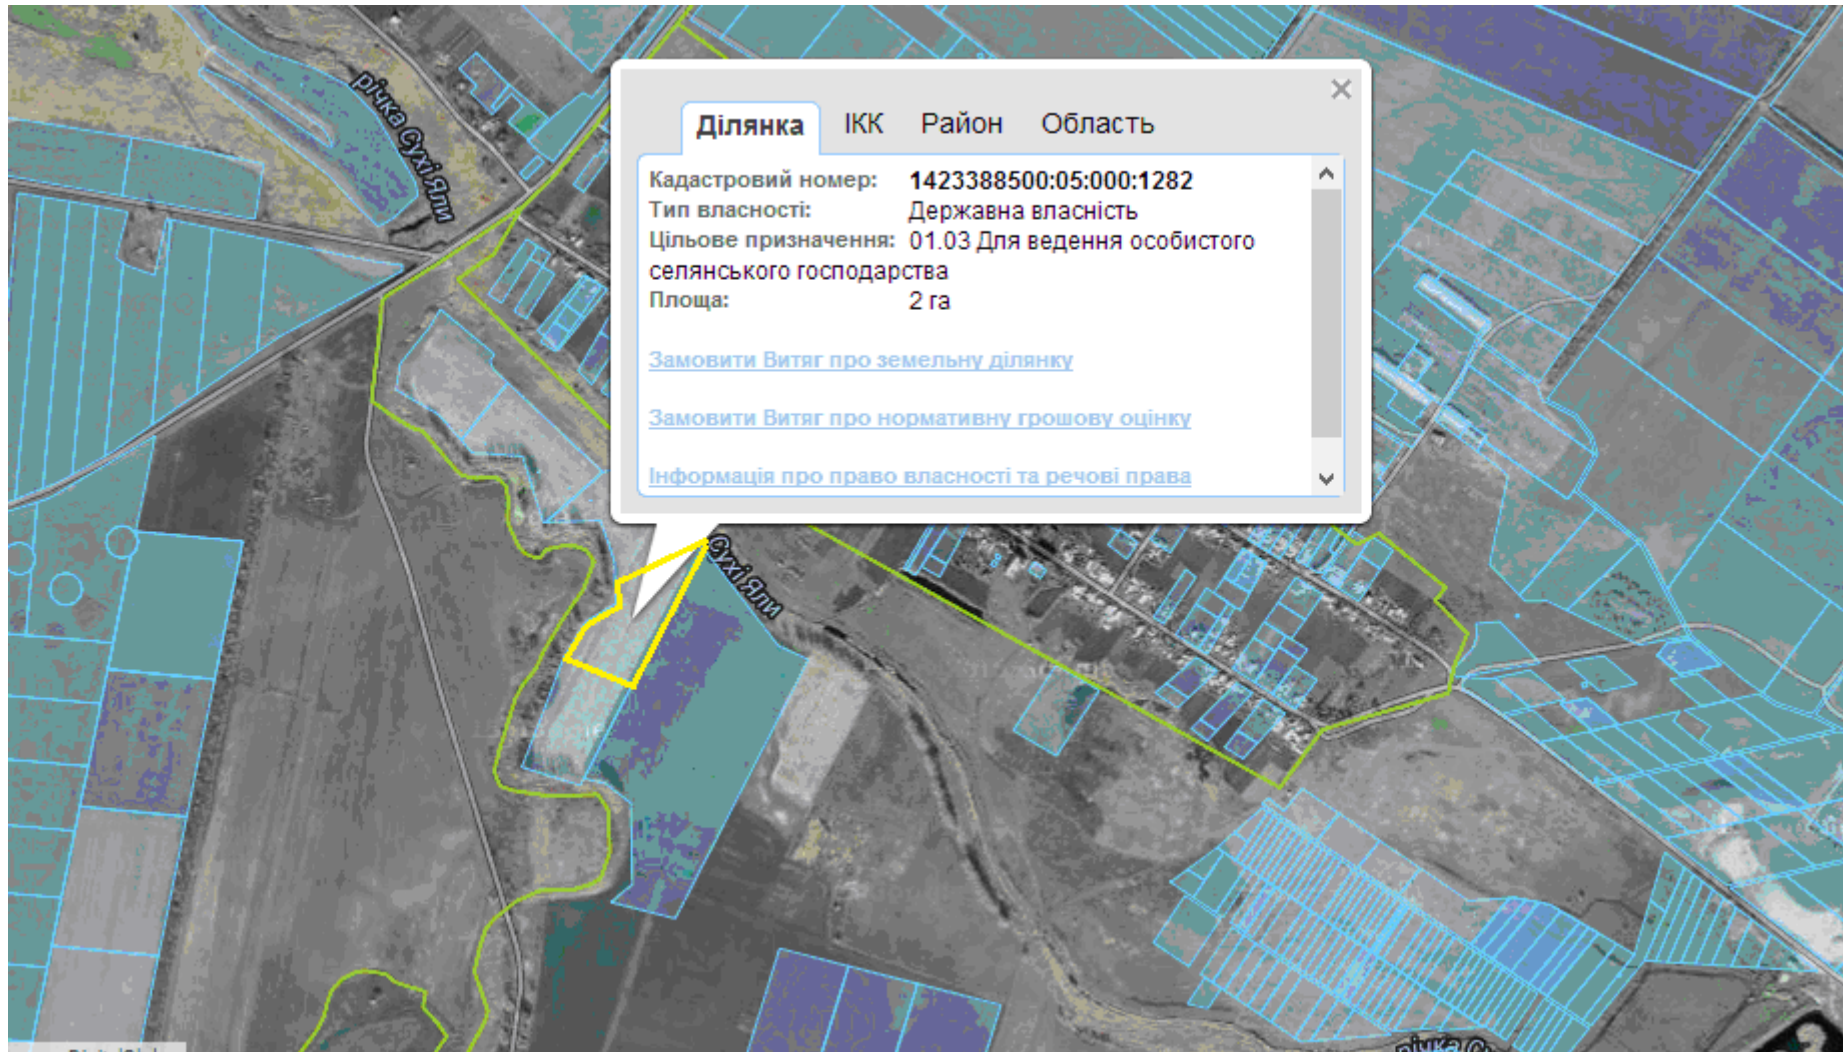 річка Сухі Яли
Ділянка ІКК Район Область
Кадастровий номер: 1423388500:05:000:1282
Тип власності: Державна власність
Цільове призначення: 01.03 Для ведення особистого
селянського господарства
Площа: 2 га
Замовити Витяг про земельну ділянку
Замовити Витяг про нормативну грошову оцінку
Інформація про право власності та речові права
Сухі Яли
річка